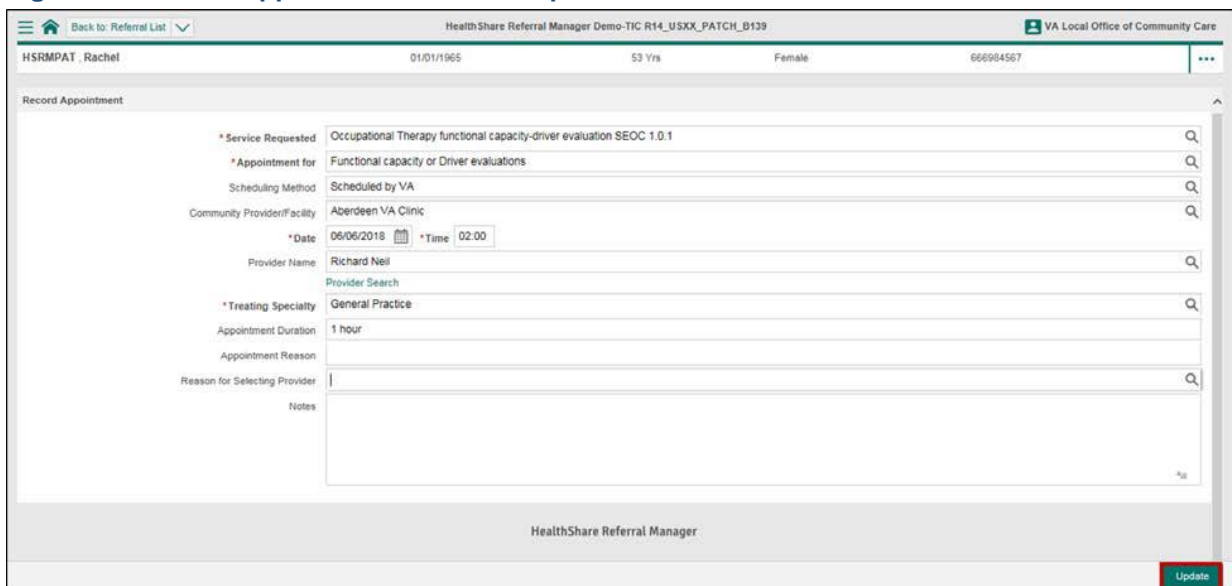 Back to: Referral List
HealthShare Referral Manager Demo-TIC R14_USXX_PATCH_B139
VA Local Office of Community Care
HSRMPAT , Rachel 01/01/1965 53 Yrs Female 666984567
Record Appointment
*Service Requested Occupational Therapy functional capacity-driver evaluation SEOC 1.0.1
*Appointment for Functional capacity or Driver evaluations
Scheduling Method Scheduled by VA
Community Provider/Facility Aberdeen VA Clinic
*Date 06/06/2018 *Time 02:00
Provider Name Richard Neil
Provider Search
*Treating Specialty General Practice
Appointment Duration 1 hour
Appointment Reason
Reason for Selecting Provider
Notes
HealthShare Referral Manager
Update